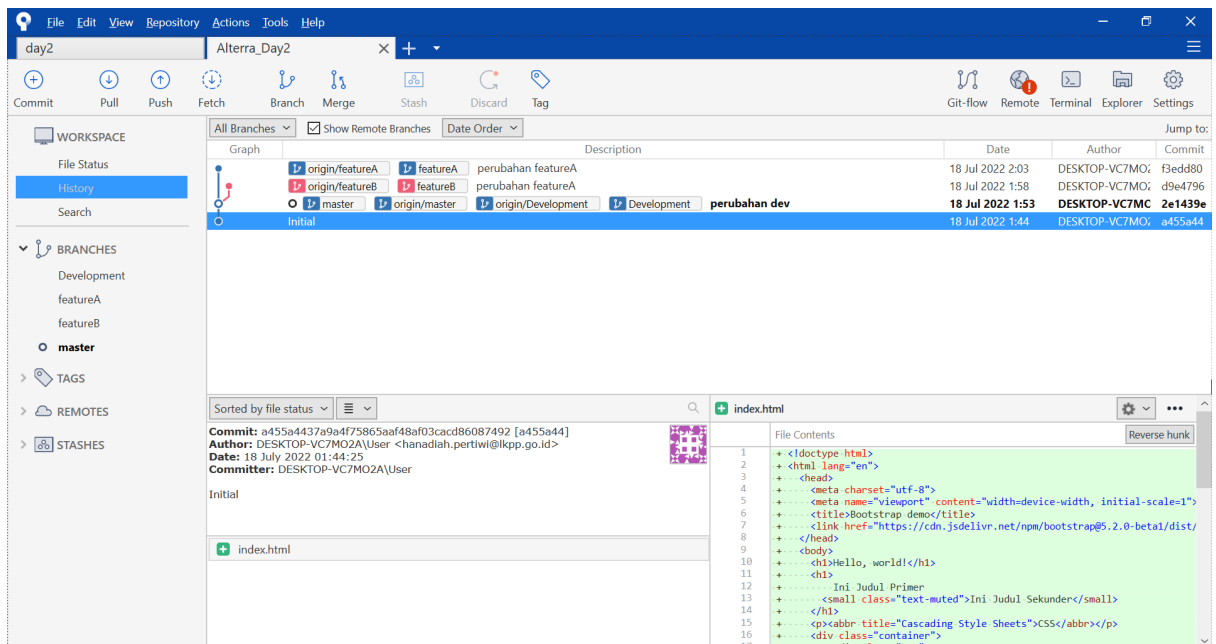 File Edit View Repository Actions Tools Help
day2 Alterra_Day2
Commit Pull Push Fetch Branch Merge Stash Discard Tag Git-flow Remote Terminal Explorer Settings
WORKSPACE
File Status
History
Search
BRANCHES
Development
featureA
featureB
master
TAGS
REMOTES
STASHES
All Branches Show Remote Branches Date Order Jump to:
Graph Description Date Author Commit
origin/featureA featureA perubahan featureA 18 Jul 2022 2:03 DESKTOP-VC7MO2 f3edd80
origin/featureB featureB perubahan featureA 18 Jul 2022 1:58 DESKTOP-VC7MO2 d9e4796
master origin/master origin/Development Development perubahan dev 18 Jul 2022 1:53 DESKTOP-VC7MC 2e1439e
Initial 18 Jul 2022 1:44 DESKTOP-VC7MO2 a455a44
Sorted by file status
Commit: a455a4437a9a4f75865aaf48af03cacd86087492 [a455a44]
Author: DESKTOP-VC7MO2A\User <hanadiah.pertiwi@lkpp.go.id>
Date: 18 July 2022 01:44:25
Committer: DESKTOP-VC7MO2A\User
Initial
index.html
index.html
File Contents Reverse hunk
1 + <!doctype html>
2 + <html lang="en">
3 + <head>
4 + <meta charset="utf-8">
5 + <meta name="viewport" content="width=device-width, initial-scale=1">
6 + <title>Bootstrap demo</title>
7 + <link href="https://cdn.jsdelivr.net/npm/bootstrap@5.2.0-beta1/dist/
8 + </head>
9 + <body>
10 + <h1>Hello, world!</h1>
11 + <h1>
12 + Ini Judul Primer
13 + <small class="text-muted">Ini Judul Sekunder</small>
14 + </h1>
15 + <p><abbr title="Cascading Style Sheets">CSS</abbr></p>
16 + <div class="container">